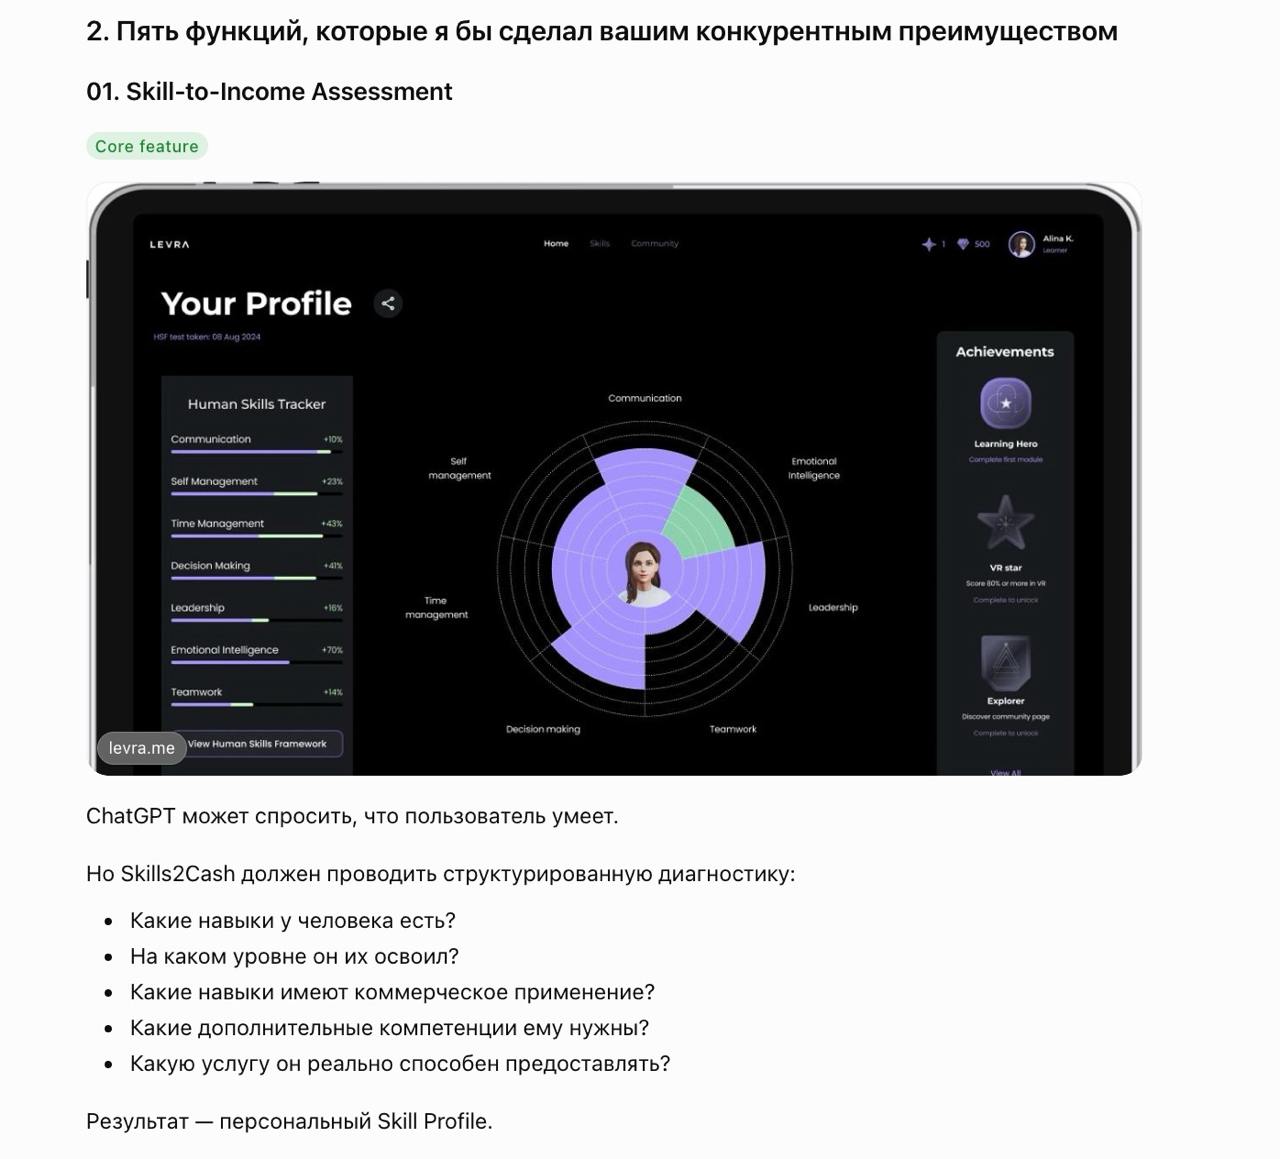 2. Пять функций, которые я бы сделал вашим конкурентным преимуществом
01. Skill-to-Income Assessment
Core feature
LEVRA
Home
Skills
Community
1
500
Alina K.
Learner
Your Profile
HSF test taken: 08 Aug 2024
Human Skills Tracker
Communication +10%
Self Management +23%
Time Management +43%
Decision Making +41%
Leadership +16%
Emotional Intelligence +70%
Teamwork +14%
View Human Skills Framework
levra.me
Communication
Self
management
Emotional
Intelligence
Time
management
Leadership
Decision making
Teamwork
Achievements
Learning Hero
Complete first module
VR star
Score 80% or more in VR
Complete to unlock
Explorer
Discover community page
Complete to unlock
View All
ChatGPT может спросить, что пользователь умеет.
Но Skills2Cash должен проводить структурированную диагностику:
• Какие навыки у человека есть?
• На каком уровне он их освоил?
• Какие навыки имеют коммерческое применение?
• Какие дополнительные компетенции ему нужны?
• Какую услугу он реально способен предоставлять?
Результат — персональный Skill Profile.